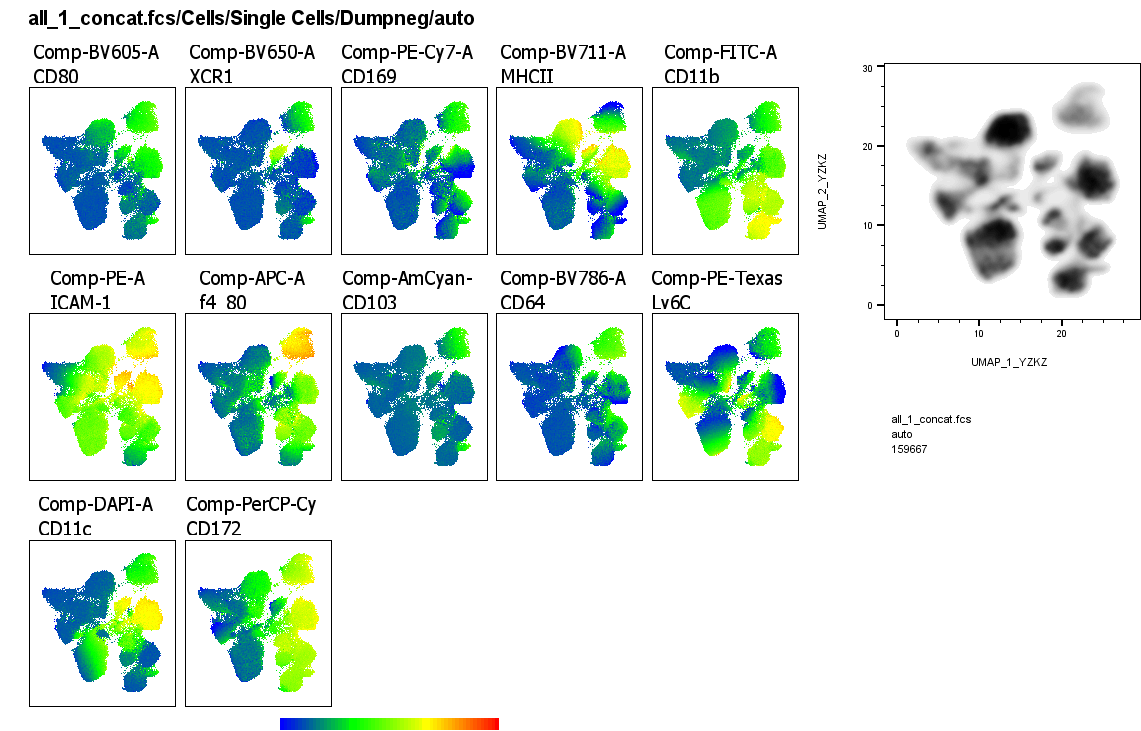 all_1_concat.fcs/Cells/Single Cells/Dumpneg/auto
Comp-BV605-A
CD80
Comp-BV650-A
XCR1
Comp-PE-Cy7-A
CD169
Comp-BV711-A
MHCII
Comp-FITC-A
CD11b
Comp-PE-A
ICAM-1
Comp-APC-A
f4_80
Comp-AmCyan-
CD103
Comp-BV786-A
CD64
Comp-PE-Texas
Ly6C
Comp-DAPI-A
CD11c
Comp-PerCP-Cy
CD172
30
20
10
0
UMAP_2_YZKZ
0
10
20
UMAP_1_YZKZ
all_1_concat.fcs
auto
159667